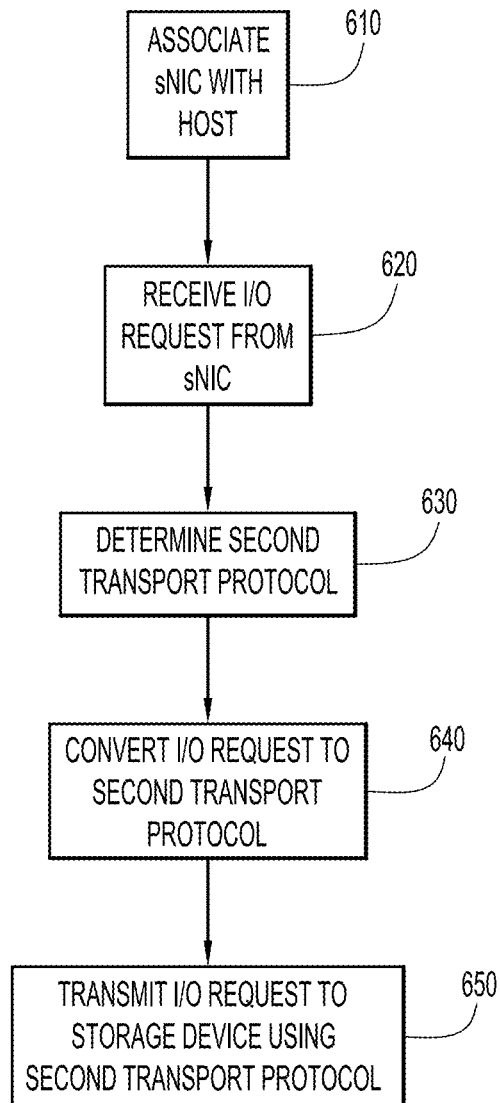 ASSOCIATE
sNIC WITH
HOST
610
RECEIVE I/O
REQUEST FROM
sNIC
620
DETERMINE SECOND
TRANSPORT PROTOCOL
630
CONVERT I/O REQUEST TO
SECOND TRANSPORT
PROTOCOL
640
TRANSMIT I/O REQUEST TO
STORAGE DEVICE USING
SECOND TRANSPORT PROTOCOL
650